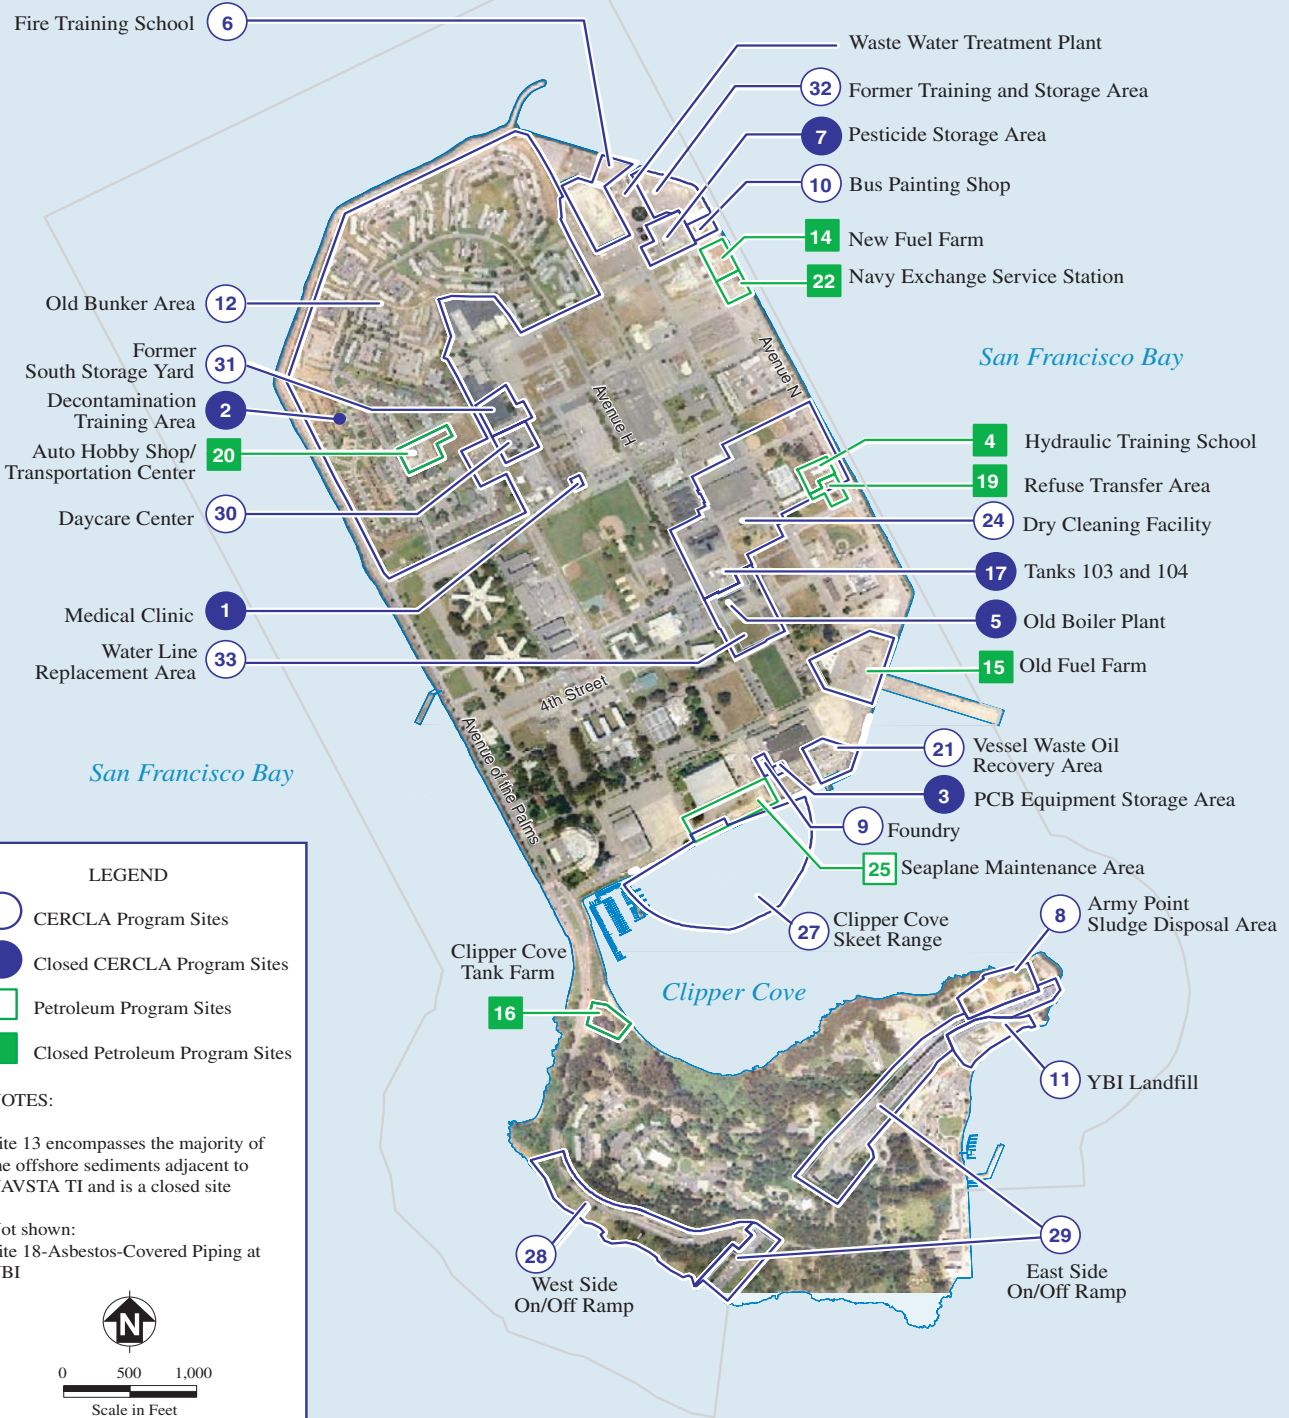 Fire Training School 6
Waste Water Treatment Plant
32 Former Training and Storage Area
7 Pesticide Storage Area
10 Bus Painting Shop
14 New Fuel Farm
22 Navy Exchange Service Station
Old Bunker Area 12
Former
South Storage Yard 31
Decontamination
Training Area 2
Auto Hobby Shop/
Transportation Center 20
Daycare Center 30
Medical Clinic 1
Water Line
Replacement Area 33
Avenue N
Avenue H
San Francisco Bay
4 Hydraulic Training School
19 Refuse Transfer Area
24 Dry Cleaning Facility
17 Tanks 103 and 104
5 Old Boiler Plant
15 Old Fuel Farm
4th Street
Avenue of the Palms
San Francisco Bay
21 Vessel Waste Oil
Recovery Area
3 PCB Equipment Storage Area
9 Foundry
25 Seaplane Maintenance Area
27 Clipper Cove
Skeet Range
8 Army Point
Sludge Disposal Area
Clipper Cove
Tank Farm
16
Clipper Cove
11 YBI Landfill
28
West Side
On/Off Ramp
29
East Side
On/Off Ramp
LEGEND
CERCLA Program Sites
Closed CERCLA Program Sites
Petroleum Program Sites
Closed Petroleum Program Sites
OTES:
ite 13 encompasses the majority of
e offshore sediments adjacent to
AVSTA TI and is a closed site
ot shown:
ite 18-Asbestos-Covered Piping at
BI
N
0 500 1,000
Scale in Feet